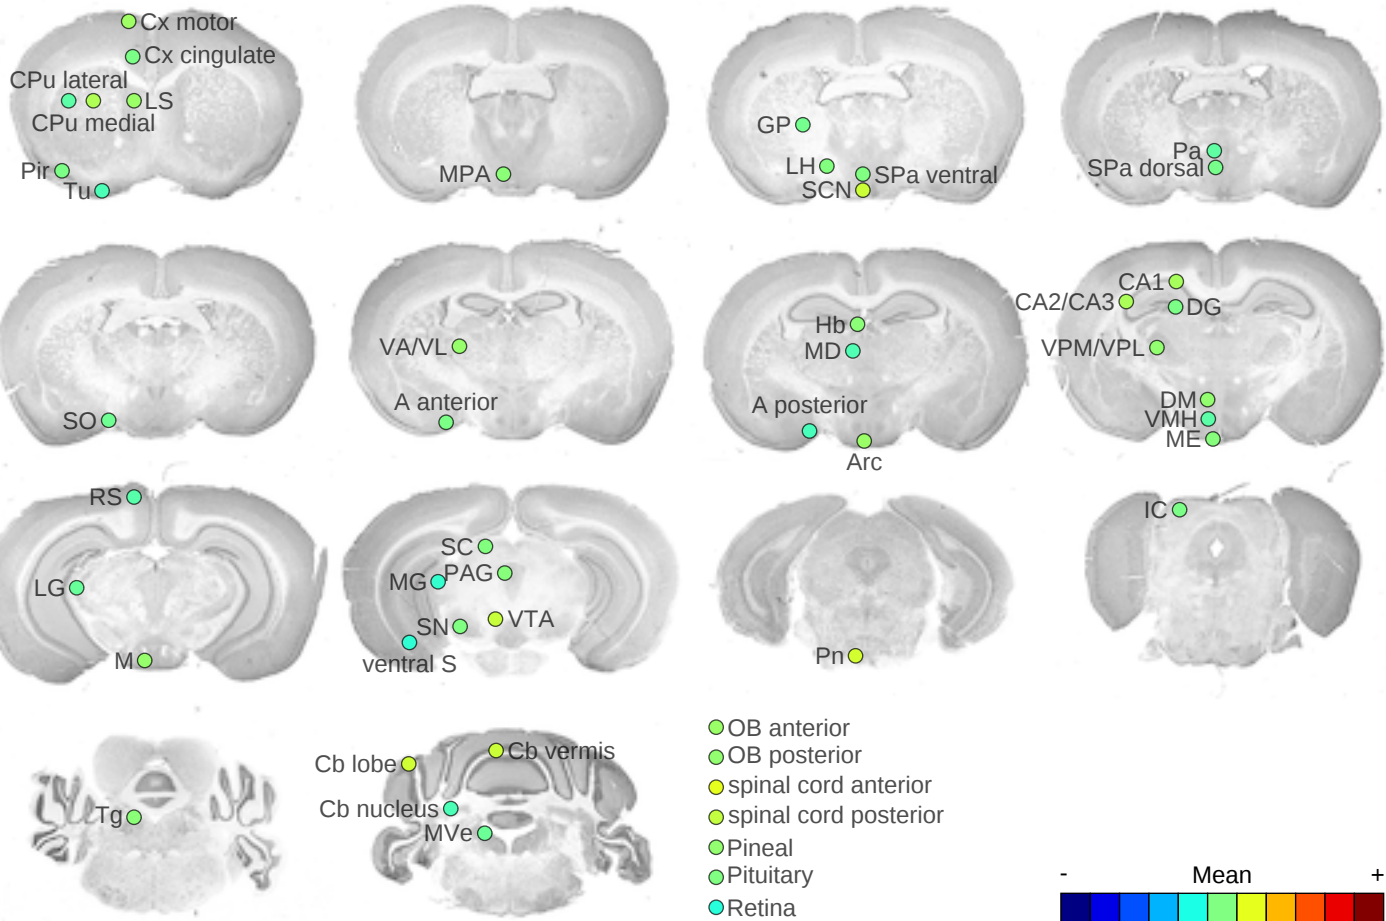 Cx motor
Cx cingulate
CPu lateral
LS
CPu medial
Pir
Tu
MPA
GP
LH
SPa ventral
SCN
Pa
SPa dorsal
SO
VA/VL
A anterior
Hb
MD
A posterior
Arc
CA1
CA2/CA3
DG
VPM/VPL
DM
VMH
ME
RS
LG
M
SC
MG
PAG
SN
VTA
ventral S
Pn
IC
Tg
Cb lobe
Cb vermis
Cb nucleus
MVe
OB anterior
OB posterior
spinal cord anterior
spinal cord posterior
Pineal
Pituitary
Retina
- Mean +